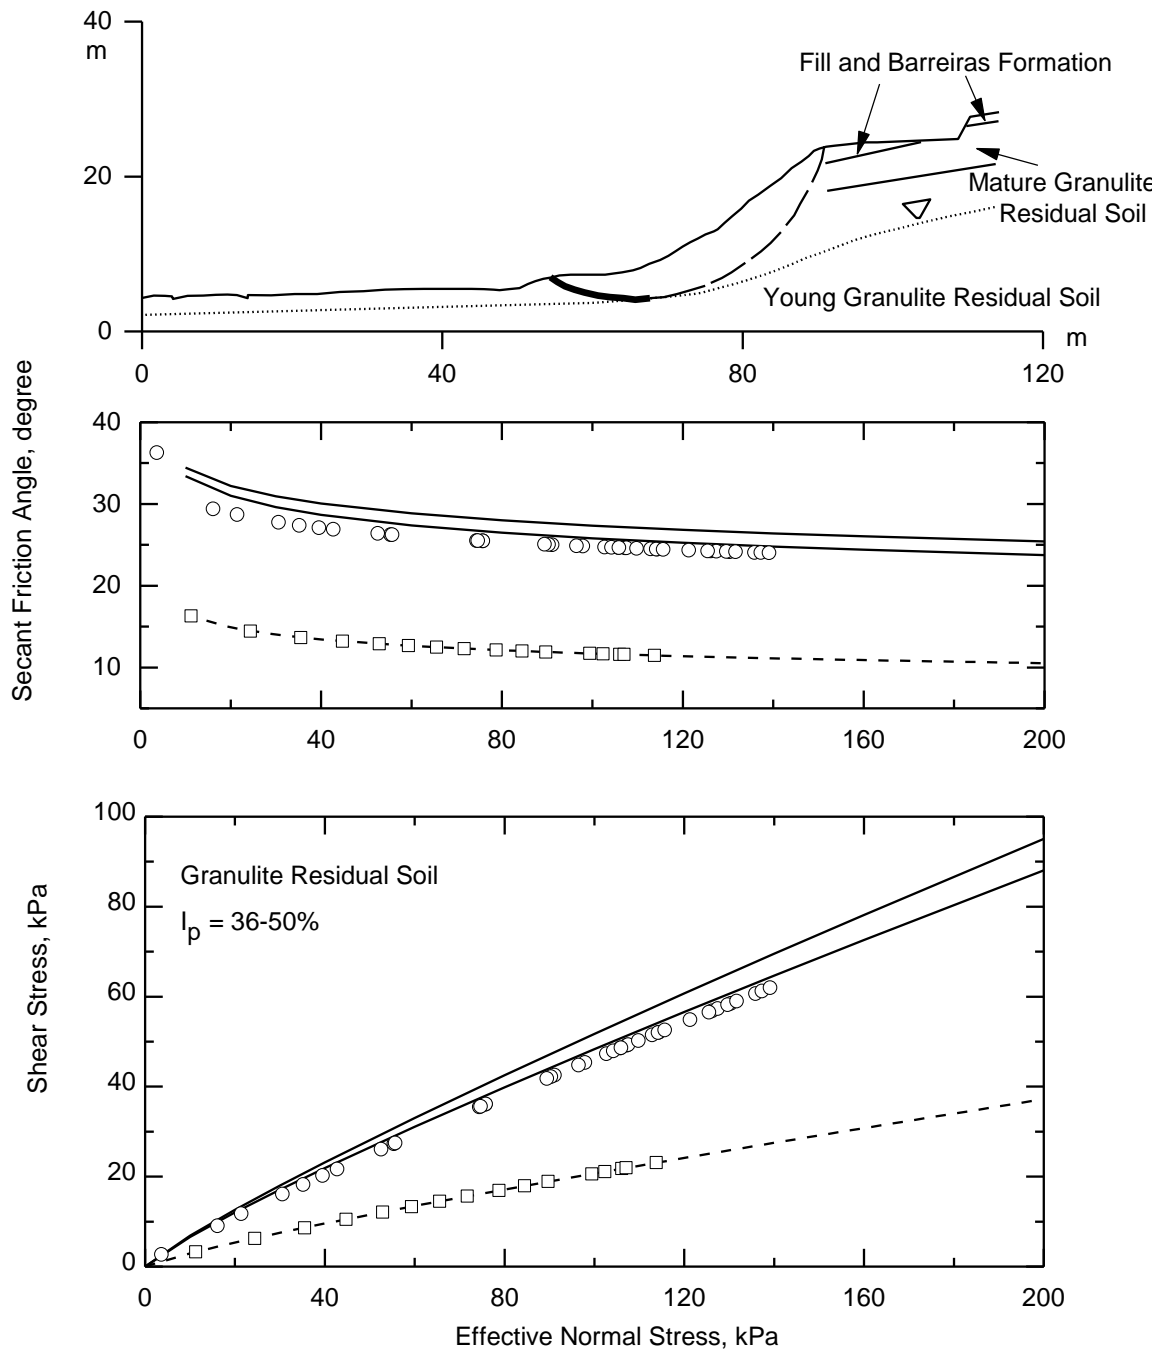 40
m
Fill and Barreiras Formation
20
Mature Granulite
Residual Soil
Young Granulite Residual Soil
0
m
0 40 80 120
Secant Friction Angle, degree
40
30
20
10
0 40 80 120 160 200
Shear Stress, kPa
100
80
60
40
20
0
Granulite Residual Soil
Ip = 36-50%
0 40 80 120 160 200
Effective Normal Stress, kPa